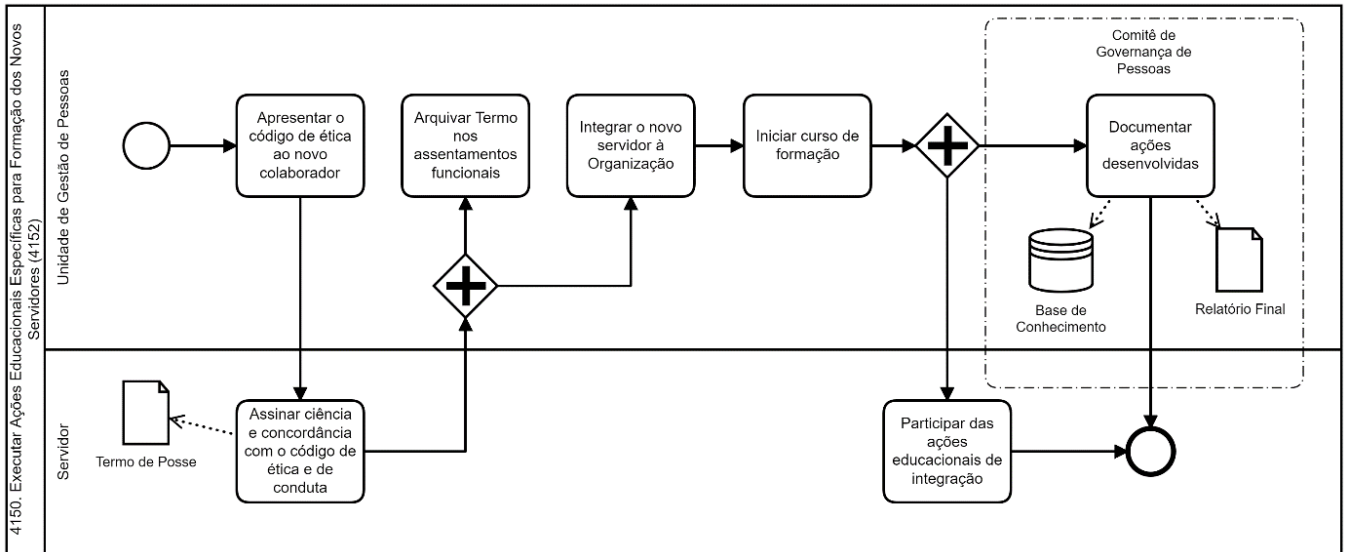 4150. Executar Ações Educacionais Específicas para Formação dos Novos
Servidores (4152)
Unidade de Gestão de Pessoas
Apresentar o
código de ética
ao novo
colaborador
Arquivar Termo
nos
assentamentos
funcionais
Integrar o novo
servidor à
Organização
Iniciar curso de
formação
Comitê de
Governança de
Pessoas
Documentar
ações
desenvolvidas
Base de
Conhecimento
Relatório Final
Servidor
Termo de Posse
Assinar ciência
e concordância
com o código de
ética e de
conduta
Participar das
ações
educacionais de
integração